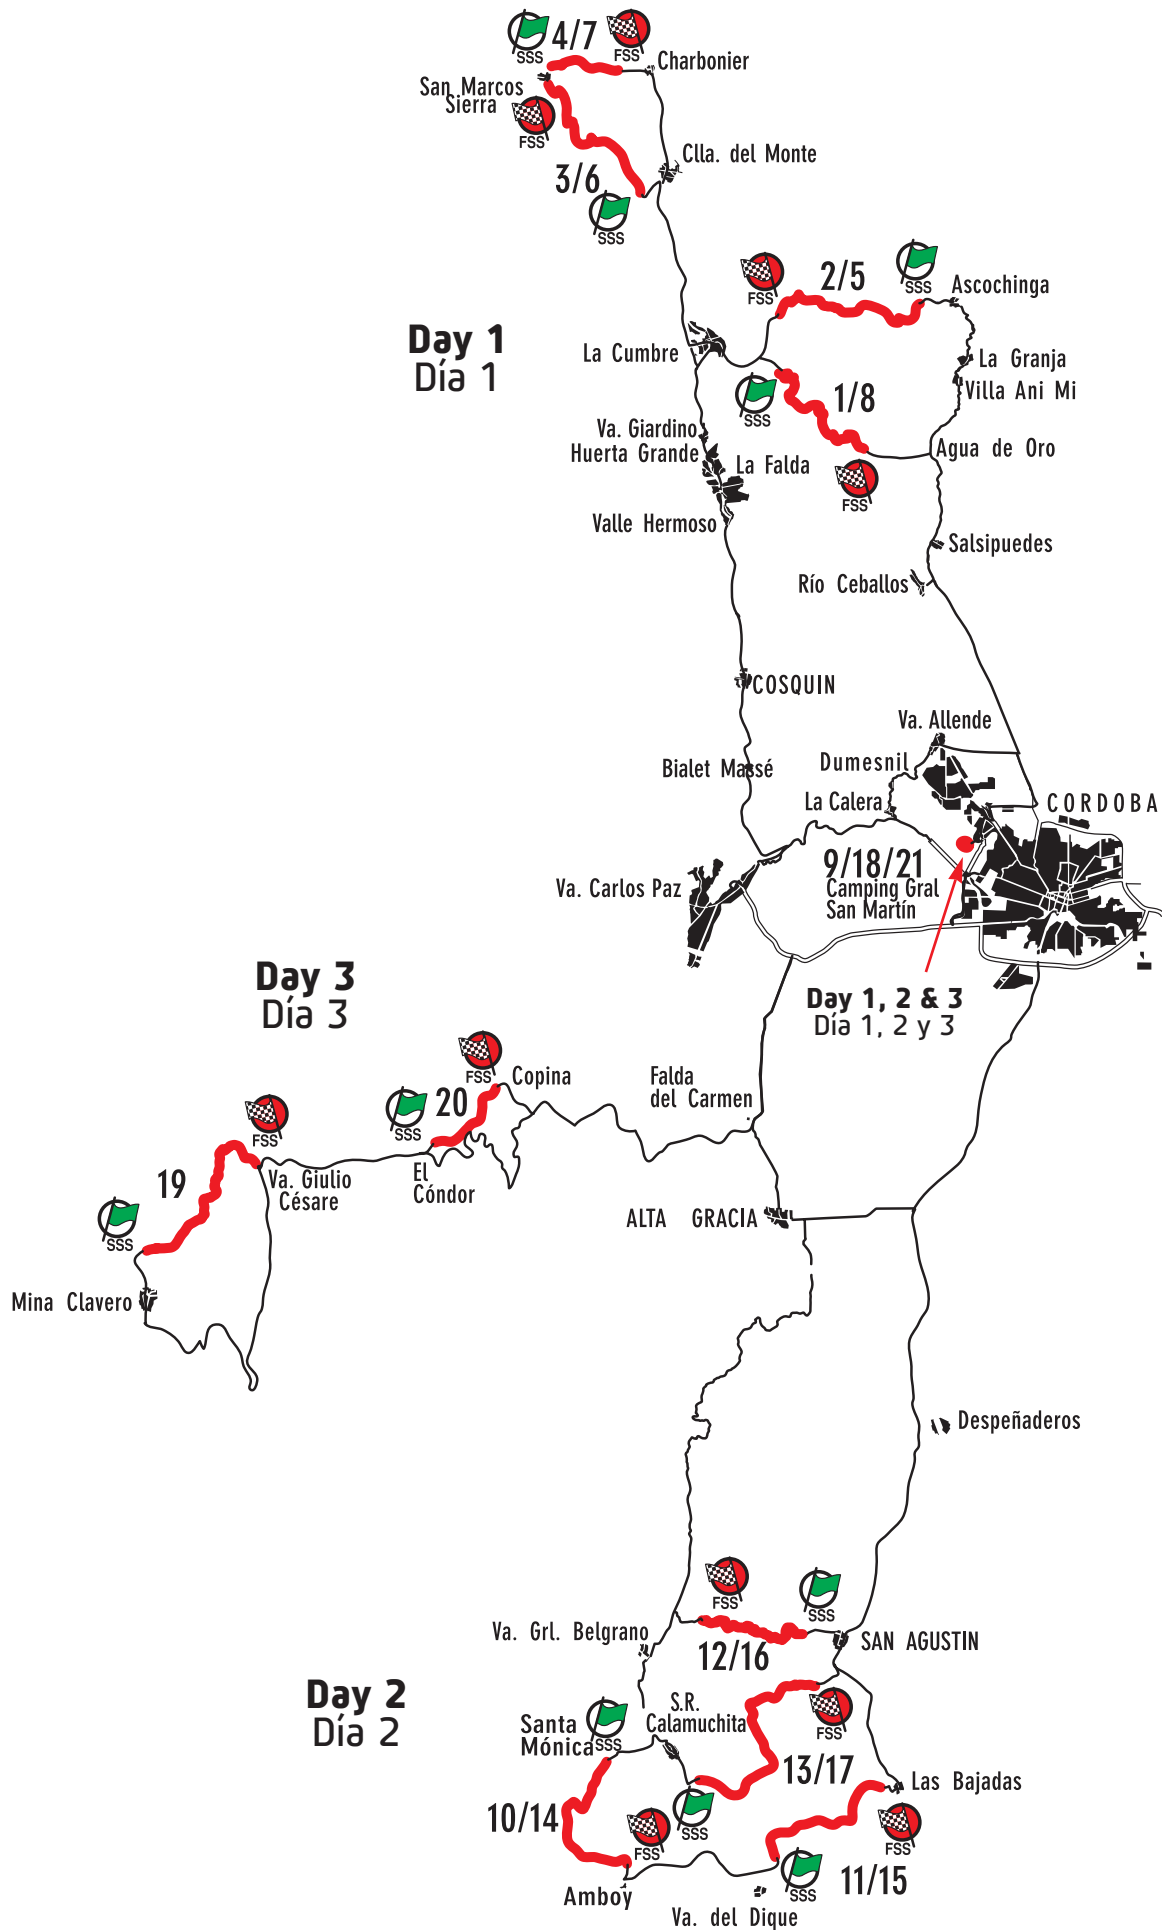 4/7
SSS
FSS
Charbonier
San Marcos
Sierra
FSS
Clla. del Monte
3/6
SSS
2/5
SSS
FSS
Ascochinga
Day 1
Día 1
La Cumbre
La Granja
Villa Ani Mi
SSS
1/8
Va. Giardino
Huerta Grande
La Falda
Agua de Oro
FSS
Valle Hermoso
Salsipuedes
Río Ceballos
COSQUIN
Va. Allende
Dumesnil
Bialet Massé
La Calera
CORDOBA
9/18/21
Camping Gral
San Martín
Va. Carlos Paz
Day 3
Día 3
Day 1, 2 & 3
Día 1, 2 y 3
FSS
Copina
Falda
del Carmen
SSS
20
FSS
El
Cóndor
Va. Giulio
Césare
19
SSS
ALTA GRACIA
Mina Clavero
Despeñaderos
FSS
SSS
Va. Grl. Belgrano
12/16
SAN AGUSTIN
Day 2
Día 2
S.R.
Calamuchita
Santa
Mónica
SSS
FSS
13/17
Las Bajadas
10/14
SSS
FSS
FSS
11/15
SSS
Amboy
Va. del Dique